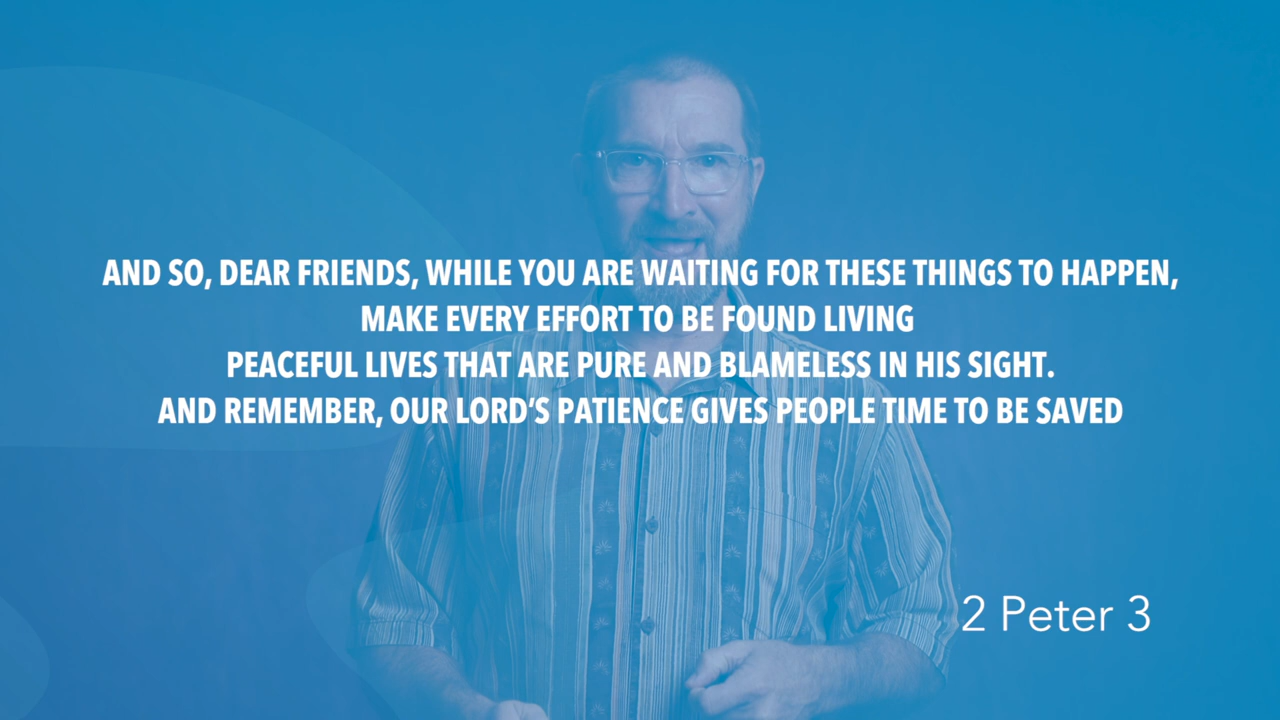 AND SO, DEAR FRIENDS, WHILE YOU ARE WAITING FOR THESE THINGS TO HAPPEN,
MAKE EVERY EFFORT TO BE FOUND LIVING
PEACEFUL LIVES THAT ARE PURE AND BLAMELESS IN HIS SIGHT.
AND REMEMBER, OUR LORD'S PATIENCE GIVES PEOPLE TIME TO BE SAVED
2 Peter 3